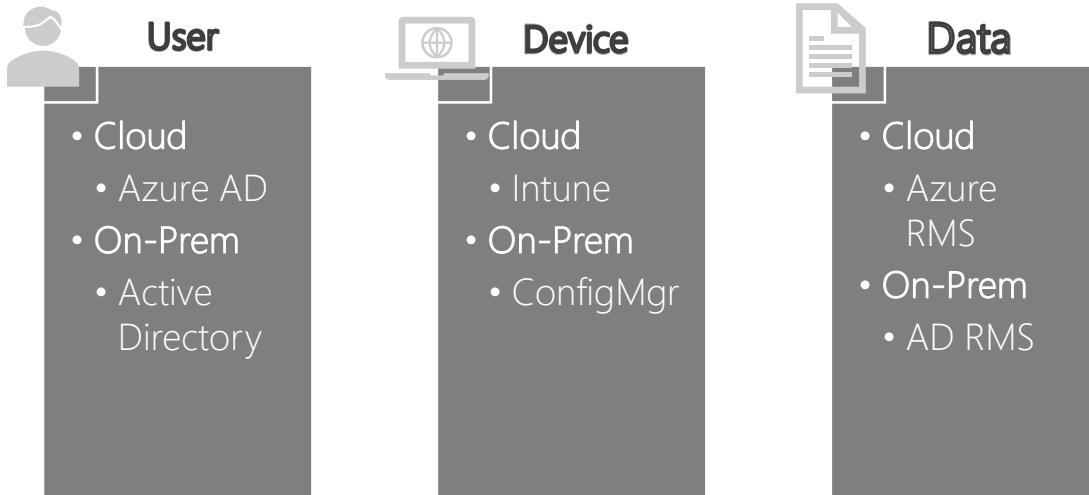 User
• Cloud
• Azure AD
• On-Prem
• Active
Directory
Device
• Cloud
• Intune
• On-Prem
• ConfigMgr
Data
• Cloud
• Azure
RMS
• On-Prem
• AD RMS